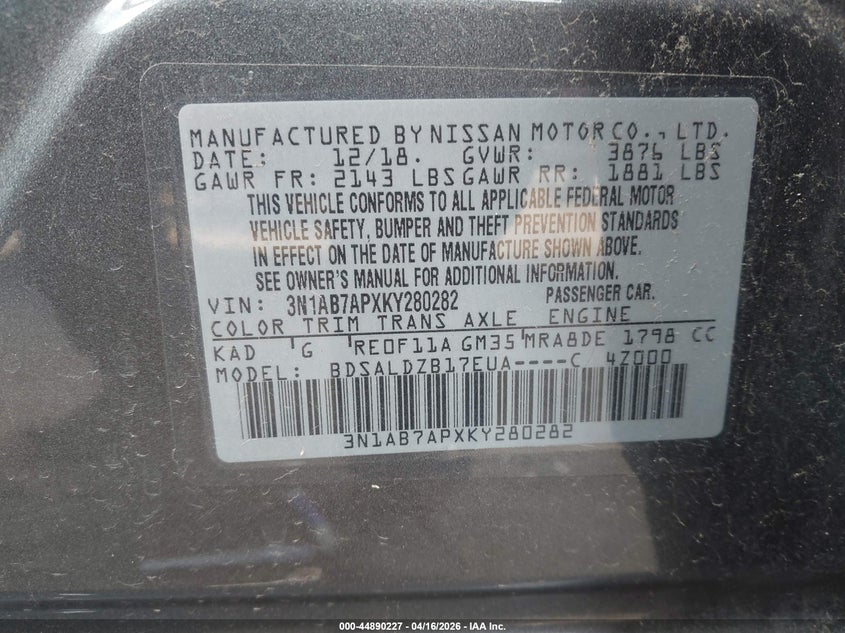 MANUFACTURED BY NISSAN MOTOR CO., LTD.
DATE: 12/18. GVWR: 3876 LBS
GAWR FR: 2143 LBS GAWR RR: 1881 LBS
THIS VEHICLE CONFORMS TO ALL APPLICABLE FEDERAL MOTOR
VEHICLE SAFETY, BUMPER AND THEFT PREVENTION STANDARDS
IN EFFECT ON THE DATE OF MANUFACTURE SHOWN ABOVE.
SEE OWNER'S MANUAL FOR ADDITIONAL INFORMATION.
VIN: 3N1AB7APXKY280282 PASSENGER CAR.
COLOR TRIM TRANS AXLE ENGINE
KAD G RE0F11A GM35 MRA8DE 1798 CC
MODEL: BDSALDZB17EUA----C 4Z000
3N1AB7APXKY280282
000-44890227 - 04/16/2026 - IAA Inc.